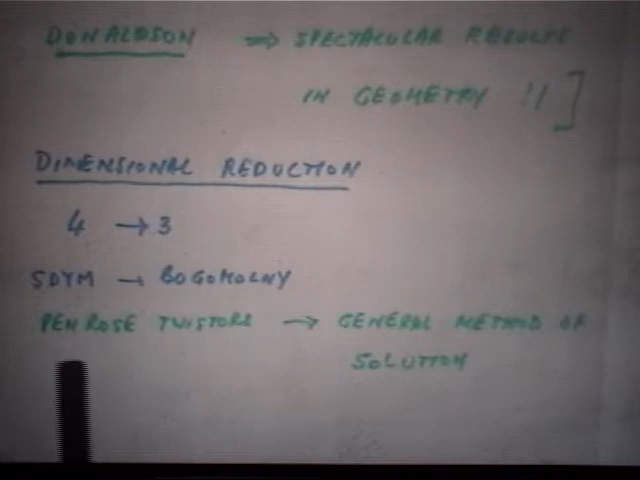 DONALDSON ⇒ SPECTACULAR RESULTS
IN GEOMETRY !! ]
DIMENSIONAL REDUCTION
4 → 3
SDYM → BOGOMOLNY
PENROSE TWISTORS → GENERAL METHOD OF
SOLUTION